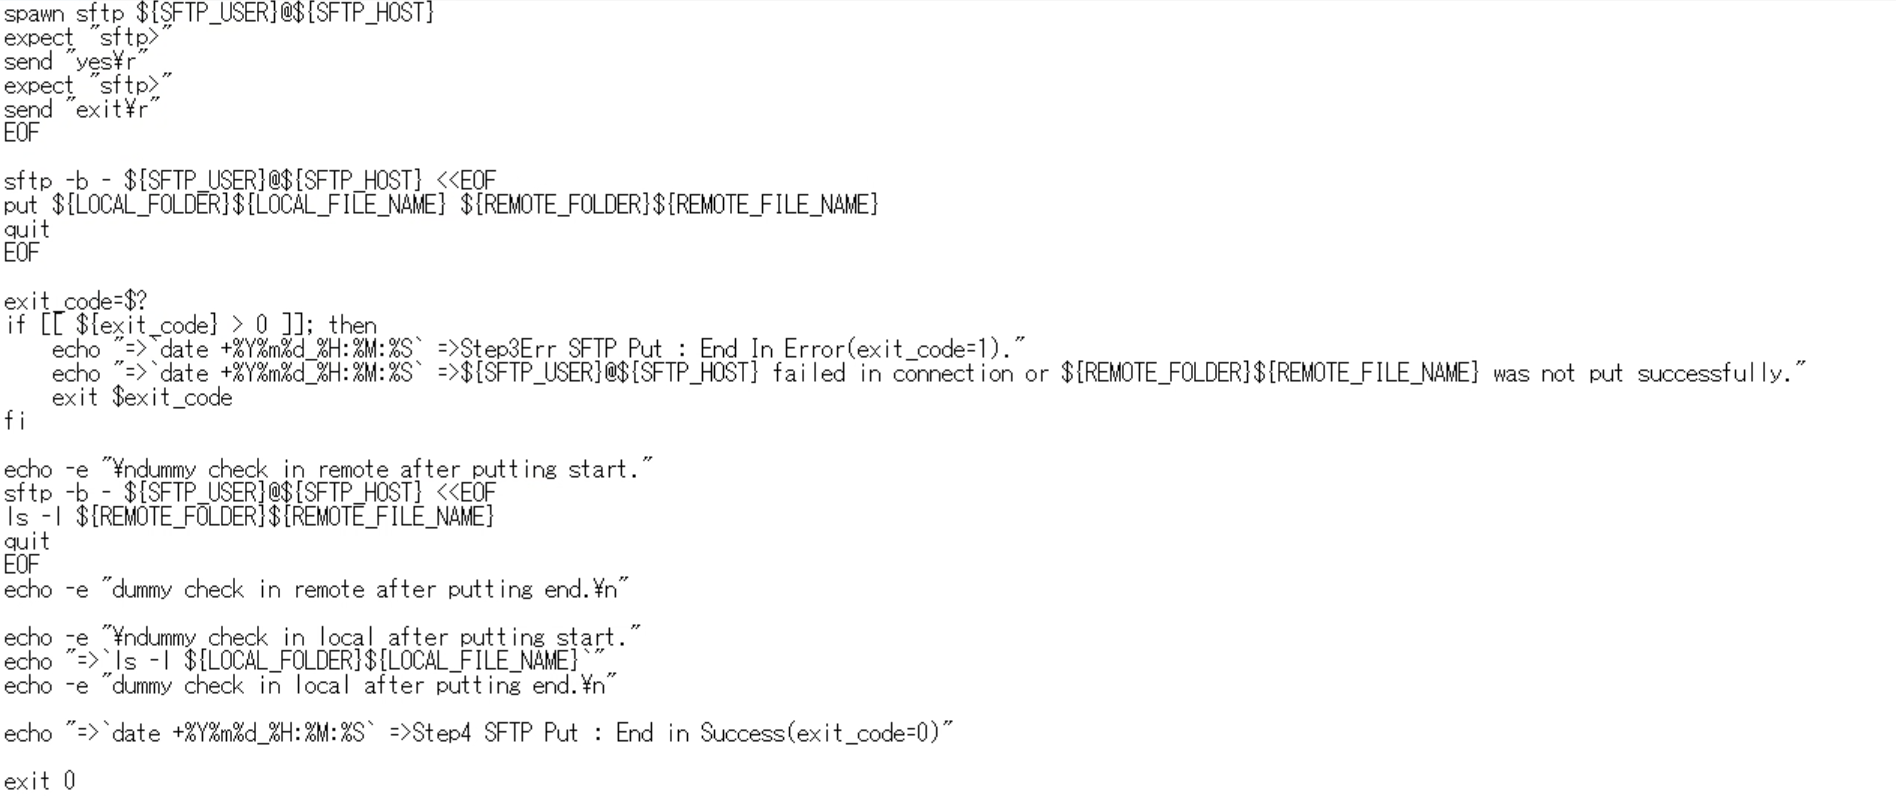 spawn sftp ${SFTP_USER}@${SFTP_HOST}
expect "sftp>"
send "yes¥r"
expect "sftp>"
send "exit¥r"
EOF

sftp -b - ${SFTP_USER}@${SFTP_HOST} <<EOF
put ${LOCAL_FOLDER}${LOCAL_FILE_NAME} ${REMOTE_FOLDER}${REMOTE_FILE_NAME}
quit
EOF

exit_code=$?
if [[ ${exit_code} > 0 ]]; then
    echo "=>`date +%Y%m%d_%H:%M:%S` =>Step3Err SFTP Put : End In Error(exit_code=1)."
    echo "=>`date +%Y%m%d_%H:%M:%S` =>${SFTP_USER}@${SFTP_HOST} failed in connection or ${REMOTE_FOLDER}${REMOTE_FILE_NAME} was not put successfully."
    exit $exit_code
fi

echo -e "¥ndummy check in remote after putting start."
sftp -b - ${SFTP_USER}@${SFTP_HOST} <<EOF
ls -l ${REMOTE_FOLDER}${REMOTE_FILE_NAME}
quit
EOF
echo -e "dummy check in remote after putting end.¥n"

echo -e "¥ndummy check in local after putting start."
echo "=>`ls -l ${LOCAL_FOLDER}${LOCAL_FILE_NAME}`"
echo -e "dummy check in local after putting end.¥n"

echo "=>`date +%Y%m%d_%H:%M:%S` =>Step4 SFTP Put : End in Success(exit_code=0)"

exit 0